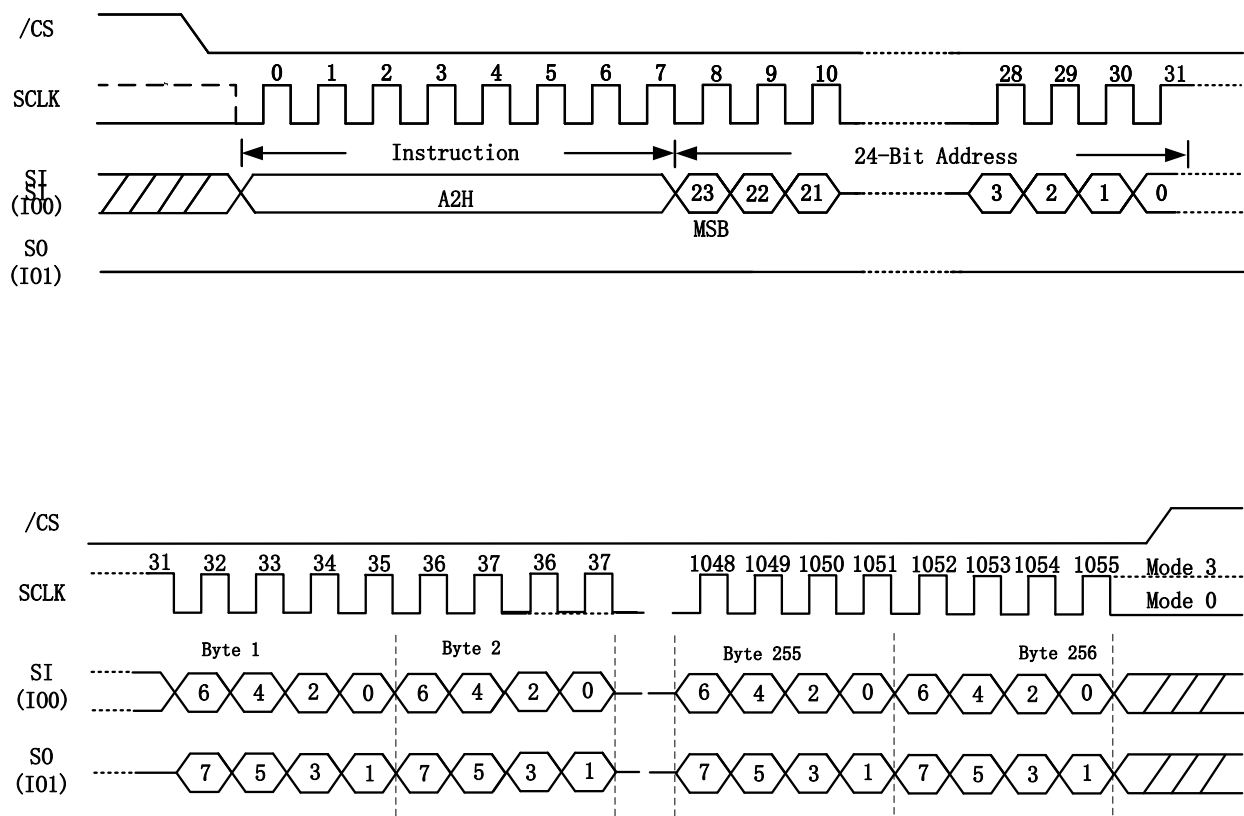 /CS
0 1 2 3 4 5 6 7 8 9 10 28 29 30 31
SCLK
Instruction 24-Bit Address
SI
SI
(IO0)
A2H 23 22 21 3 2 1 0
MSB
SO
(IO1)
/CS
31 32 33 34 35 36 37 36 37 1048 1049 1050 1051 1052 1053 1054 1055 Mode 3
SCLK
Mode 0
Byte 1 Byte 2 Byte 255 Byte 256
SI
(IO0)
6 4 2 0 6 4 2 0 6 4 2 0 6 4 2 0
SO
(IO1)
7 5 3 1 7 5 3 1 7 5 3 1 7 5 3 1